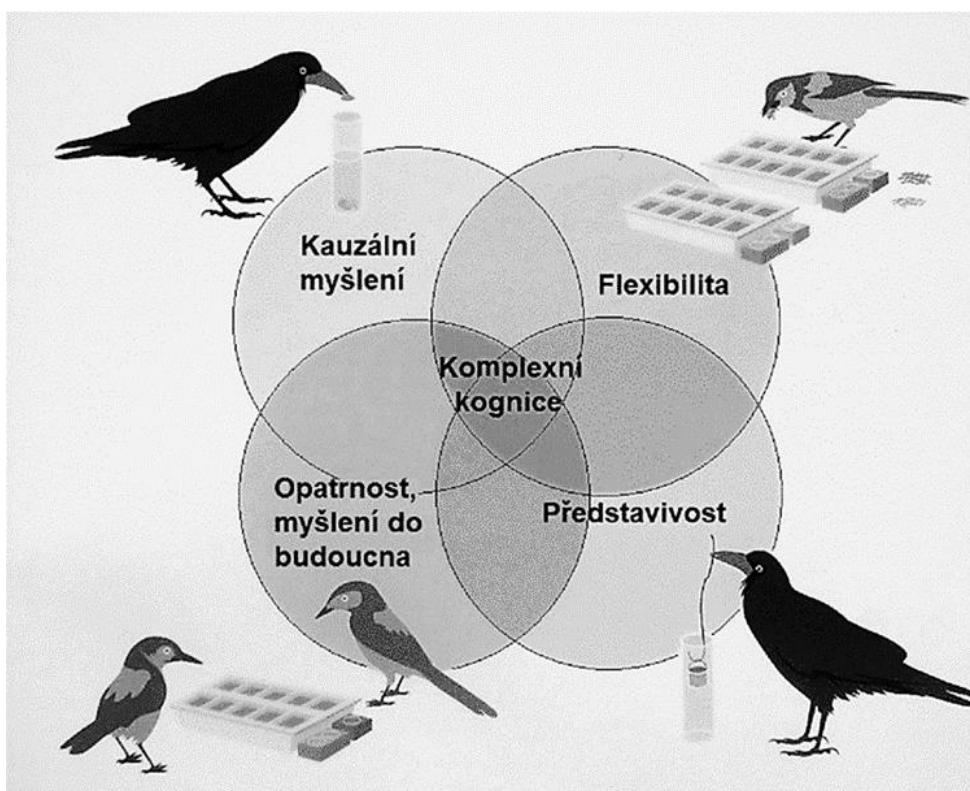 Kauzální
myšlení
Flexibilita
Komplexní
kognice
Opatrnost,
myšlení do
budoucna
Představivost